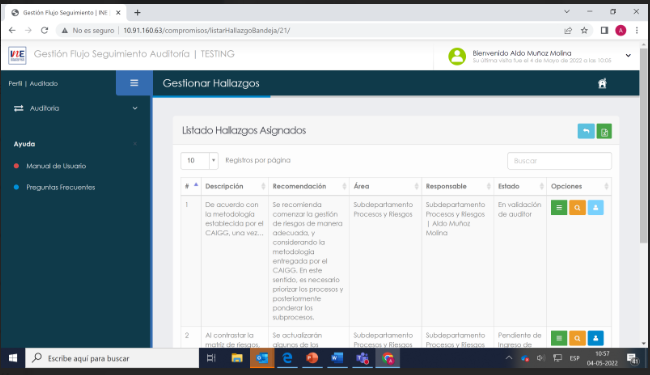 Gestión Flujo Seguimiento | INE
No es seguro | 10.91.160.63/compromisos/listarHallazgoBandeja/21/
A
Gestión Flujo Seguimiento Auditoría | TESTING
Bienvenido Aldo Muñoz Molina
Su última visita fue el 4 de Mayo de 2022 a las 10:05
Perfil | Auditado
Gestionar Hallazgos
Auditoria
Ayuda
Manual de Usuario
Preguntas Frecuentes
Listado Hallazgos Asignados
10 Registros por página
Buscar
# Descripción Recomendación Área Responsable Estado Opciones
1 De acuerdo con Se recomienda Subdepartamento Subdepartamento En validación
la metodología comenzar la gestión Procesos y Riesgos Procesos y Riesgos de auditor
establecida por el de riesgos de manera | Aldo Muñoz
CAIGG, una vez... adecuada, y Molina
considerando la
metodología
entregada por el
CAIGG. En este
sentido, es necesario
priorizar los procesos y
posteriormente
ponderar los
subprocesos.
2 Al contrastar la Se actualizarán Subdepartamento Subdepartamento Pendiente de
matriz de riesgos, algunos de los Procesos y Riesgos Procesos y Riesgos ingreso de
Escribe aquí para buscar
ESP
10:57
04-05-2022